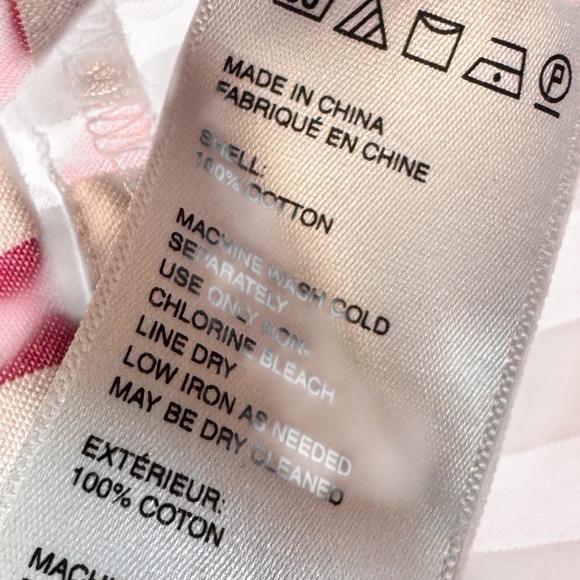 MADE IN CHINA
FABRIQUÉ EN CHINE
SHELL:
100% COTTON
MACHINE WASH COLD
SEPARATELY
USE ONLY NON-
CHLORINE BLEACH
LINE DRY
LOW IRON AS NEEDED
MAY BE DRY CLEANED
EXTÉRIEUR:
100% COTON